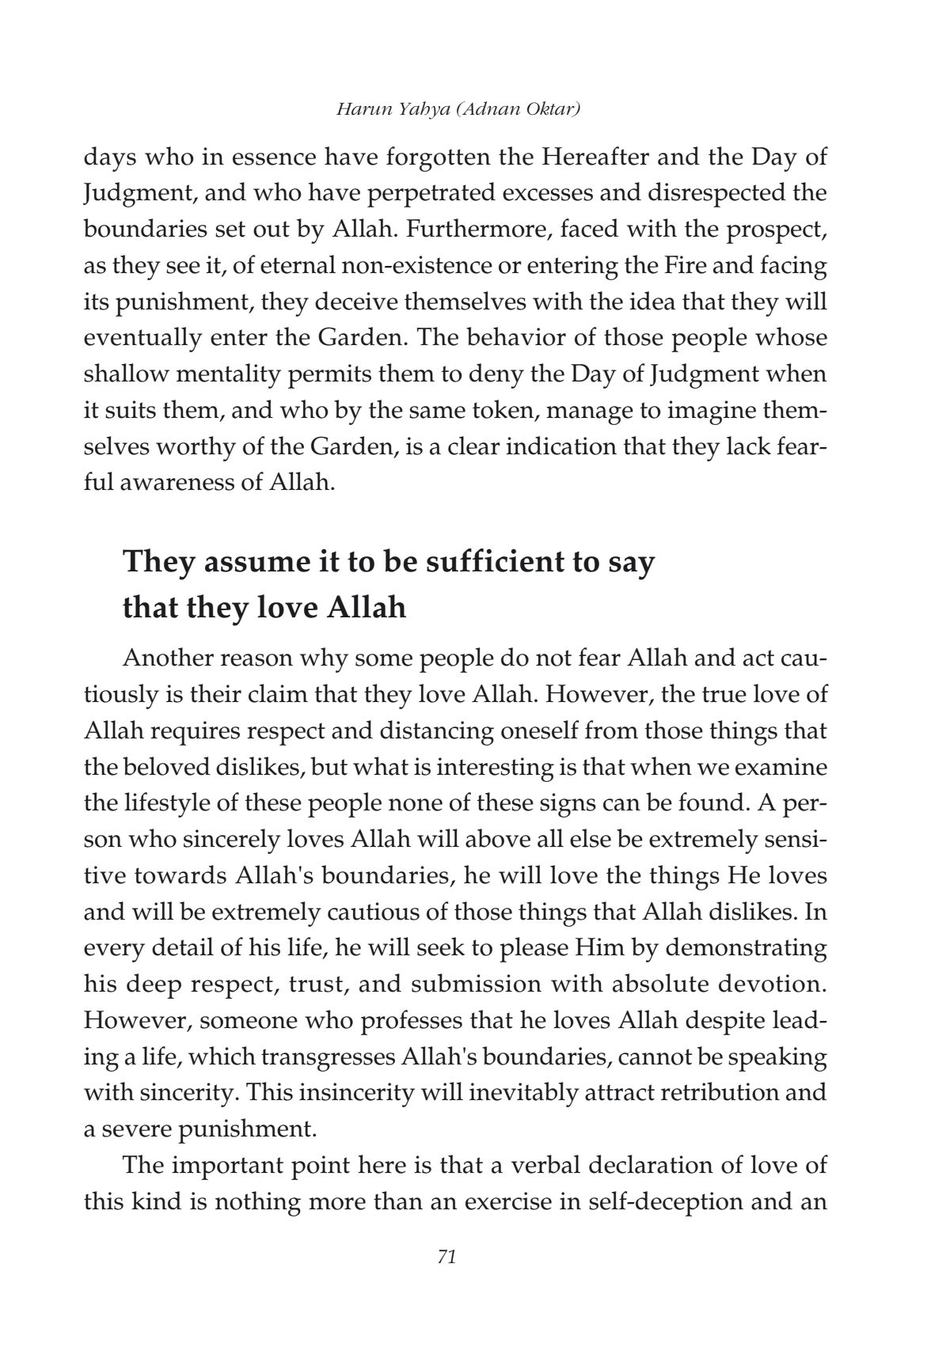 Harun Yahya (Adnan Oktar)
days who in essence have forgotten the Hereafter and the Day of
Judgment, and who have perpetrated excesses and disrespected the
boundaries set out by Allah. Furthermore, faced with the prospect,
as they see it, of eternal non-existence or entering the Fire and facing
its punishment, they deceive themselves with the idea that they will
eventually enter the Garden. The behavior of those people whose
shallow mentality permits them to deny the Day of Judgment when
it suits them, and who by the same token, manage to imagine them-
selves worthy of the Garden, is a clear indication that they lack fear-
ful awareness of Allah.
They assume it to be sufficient to say
that they love Allah
Another reason why some people do not fear Allah and act cau-
tiously is their claim that they love Allah. However, the true love of
Allah requires respect and distancing oneself from those things that
the beloved dislikes, but what is interesting is that when we examine
the lifestyle of these people none of these signs can be found. A per-
son who sincerely loves Allah will above all else be extremely sensi-
tive towards Allah's boundaries, he will love the things He loves
and will be extremely cautious of those things that Allah dislikes. In
every detail of his life, he will seek to please Him by demonstrating
his deep respect, trust, and submission with absolute devotion.
However, someone who professes that he loves Allah despite lead-
ing a life, which transgresses Allah's boundaries, cannot be speaking
with sincerity. This insincerity will inevitably attract retribution and
a severe punishment.
The important point here is that a verbal declaration of love of
this kind is nothing more than an exercise in self-deception and an
71